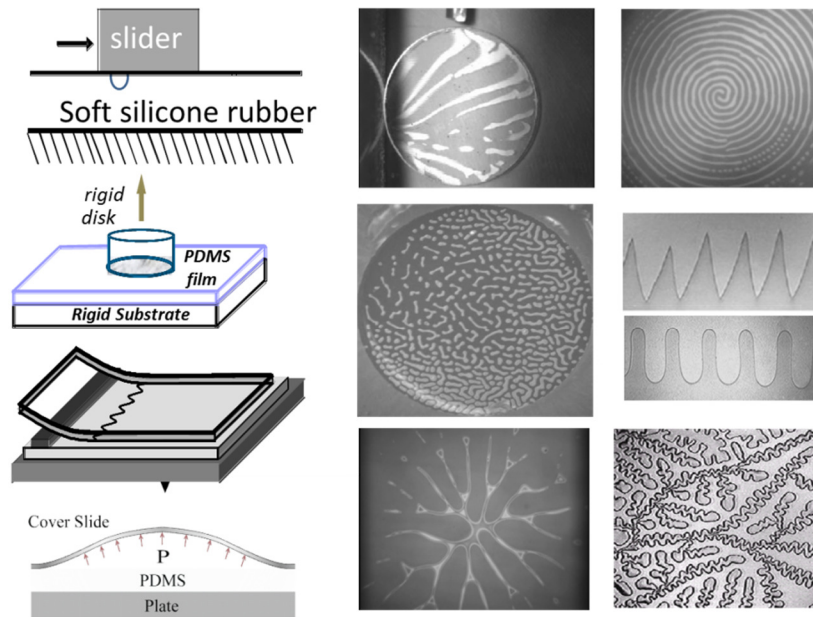 slider
Soft silicone rubber
rigid
disk
PDMS
film
Rigid Substrate
Cover Slide
P
PDMS
Plate